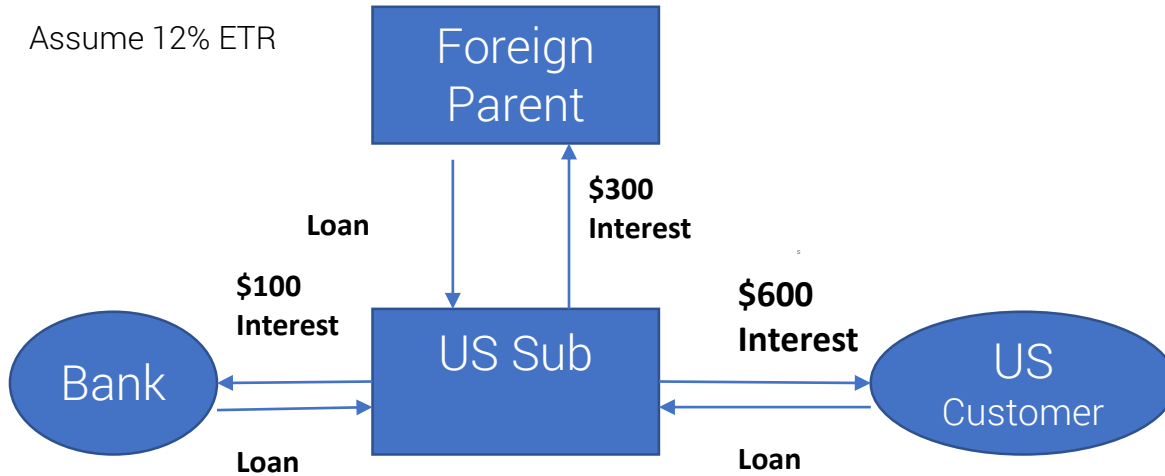 Assume 12% ETR
Foreign
Parent
Loan
$300
Interest
s
$100
Interest
$600
Interest
Bank
US Sub
US
Customer
Loan
Loan